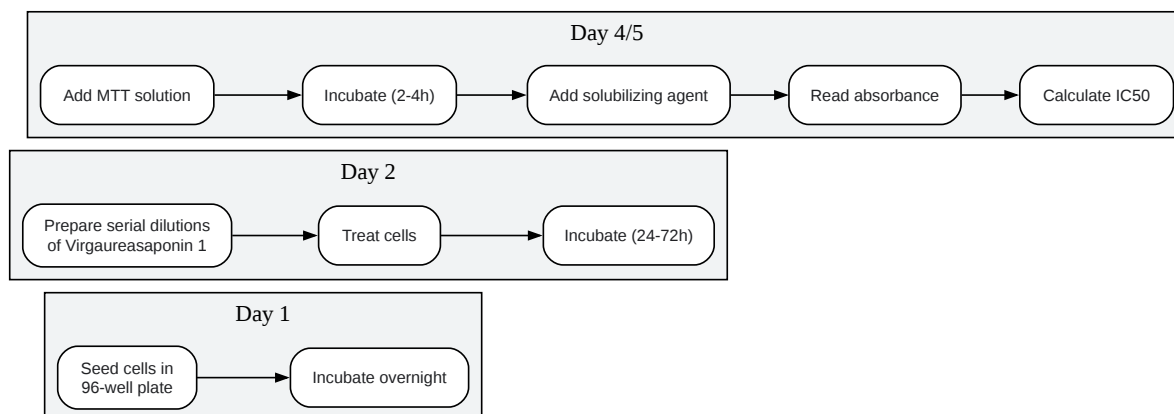 Day 4/5
Add MTT solution
Incubate (2-4h)
Add solubilizing agent
Read absorbance
Calculate IC50
Day 2
Prepare serial dilutions
of Virgaureasaponin 1
Treat cells
Incubate (24-72h)
Day 1
Seed cells in
96-well plate
Incubate overnight